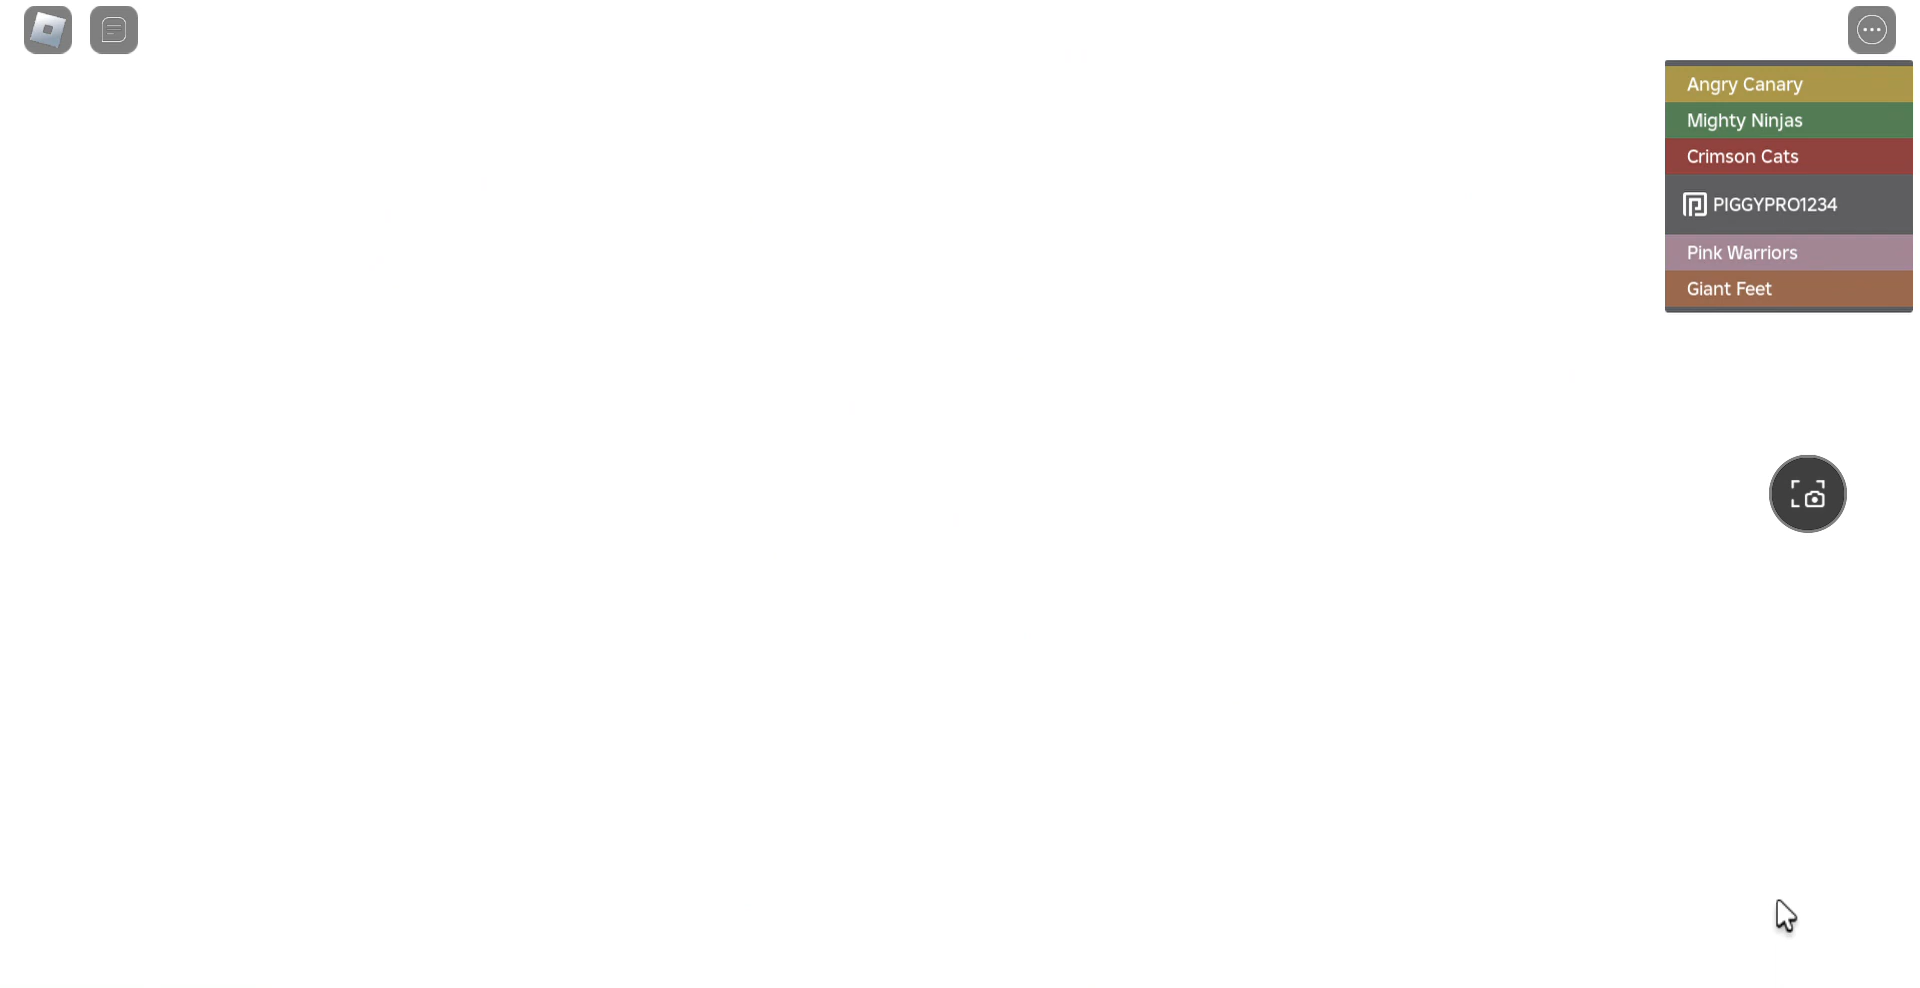 Angry Canary
Mighty Ninjas
Crimson Cats
PIGGYPRO1234
Pink Warriors
Giant Feet